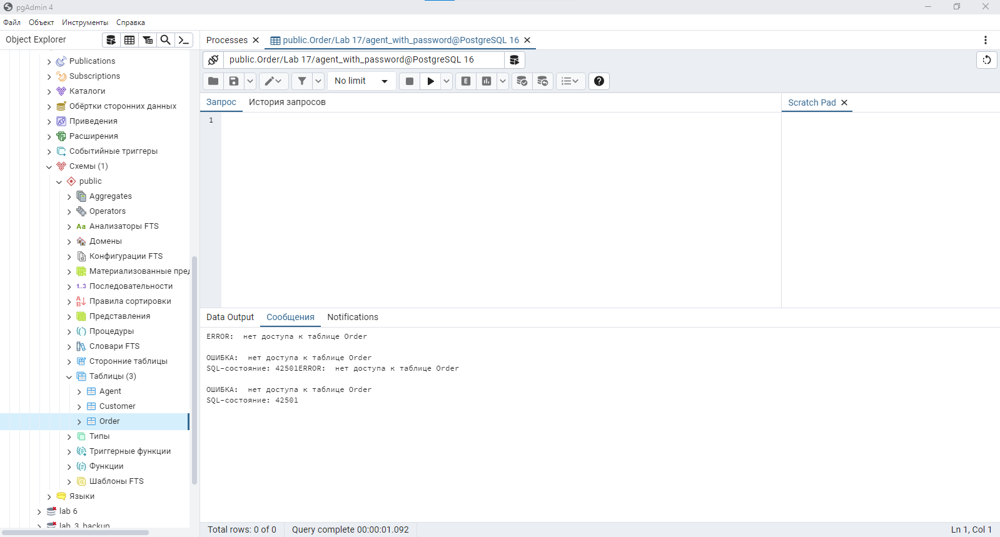 pgAdmin 4
Файл Объект Инструменты Справка
Object Explorer
Processes
public.Order/Lab 17/agent_with_password@PostgreSQL 16
public.Order/Lab 17/agent_with_password@PostgreSQL 16
No limit
E
Запрос
История запросов
Scratch Pad
1
Publications
Subscriptions
Каталоги
Обёртки сторонних данных
Приведения
Расширения
Событийные триггеры
Схемы (1)
public
Aggregates
Operators
Aa Анализаторы FTS
Домены
Конфигурации FTS
Материализованные пред
1..3 Последовательности
Правила сортировки
Представления
Процедуры
Словари FTS
Сторонние таблицы
Таблицы (3)
Agent
Customer
Order
Типы
Триггерные функции
Функции
Шаблоны FTS
Языки
lab 6
lab_3_backup
Data Output
Сообщения
Notifications
ERROR:  нет доступа к таблице Order
ОШИБКА:  нет доступа к таблице Order
SQL-состояние: 42501ERROR:  нет доступа к таблице Order
ОШИБКА:  нет доступа к таблице Order
SQL-состояние: 42501
Total rows: 0 of 0
Query complete 00:00:01.092
Ln 1, Col 1